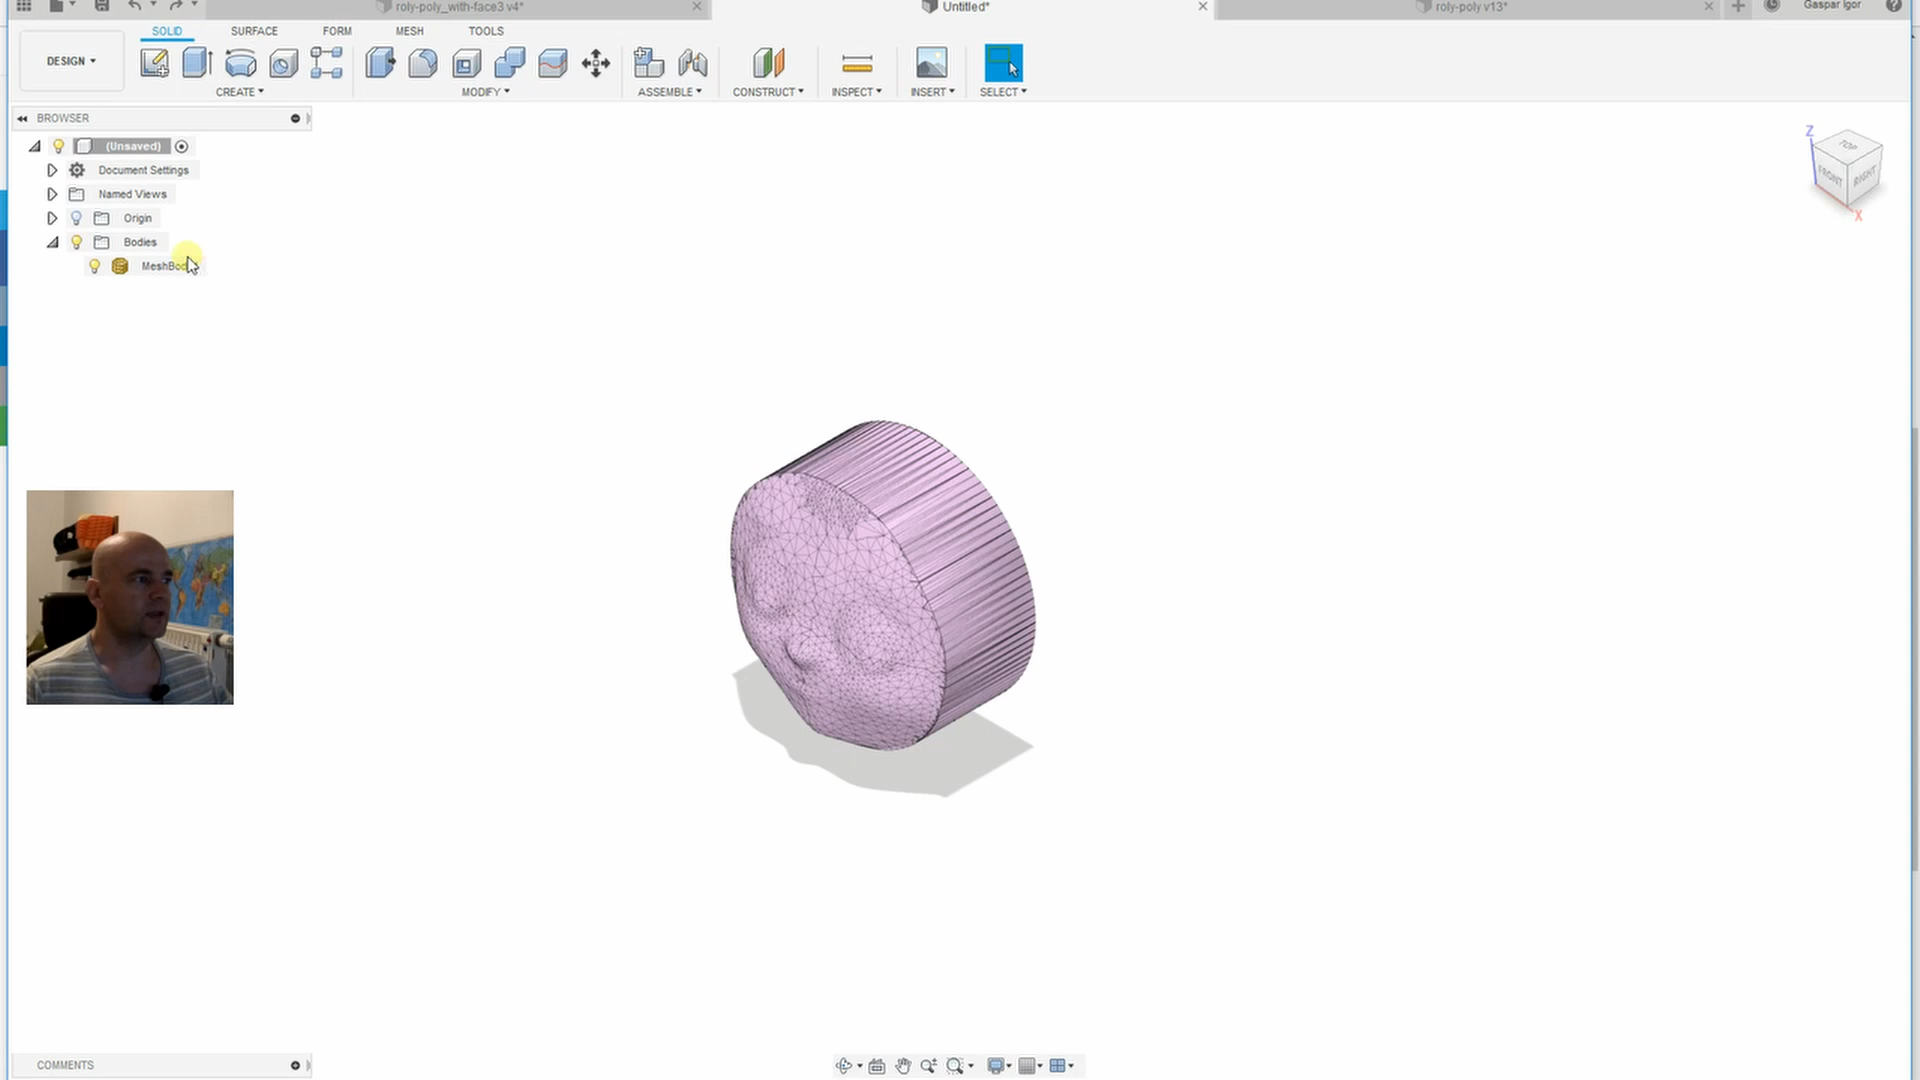 roly-poly_with-face3 v4*
Untitled*
roly-poly v13*
Gaspar Igor
SOLID
SURFACE
FORM
MESH
TOOLS
DESIGN
CREATE
MODIFY
ASSEMBLE
CONSTRUCT
INSPECT
INSERT
SELECT
BROWSER
(Unsaved)
Document Settings
Named Views
Origin
Bodies
Z
TOP
FRONT
RIGHT
X
COMMENTS